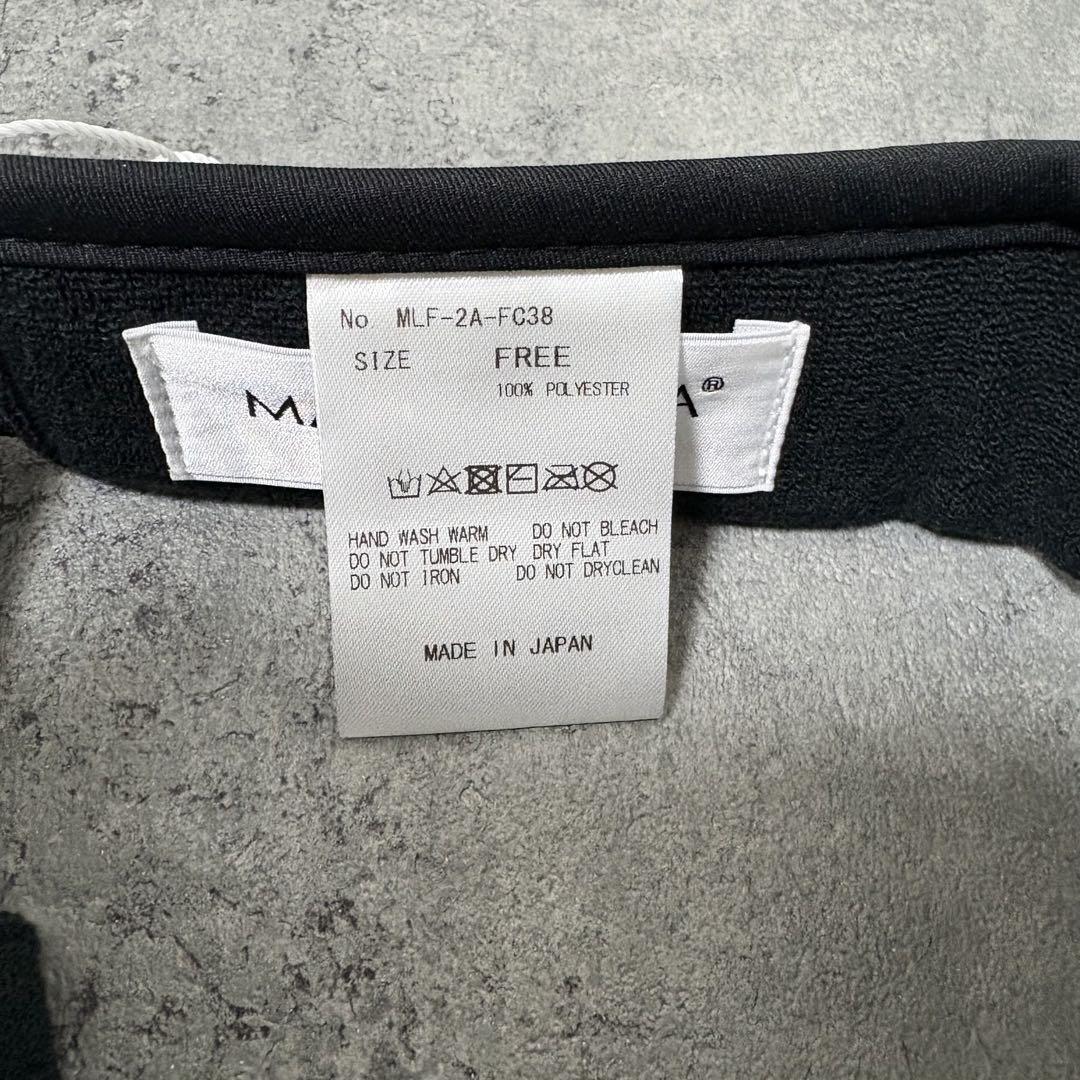 No MLF-2A-FC38
SIZE FREE
100% POLYESTER
HAND WASH WARM DO NOT BLEACH
DO NOT TUMBLE DRY DRY FLAT
DO NOT IRON DO NOT DRYCLEAN
MADE IN JAPAN